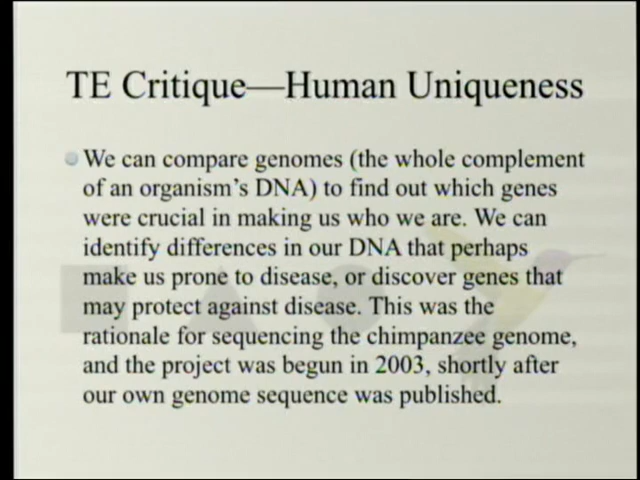 TE Critique—Human Uniqueness
We can compare genomes (the whole complement
of an organism's DNA) to find out which genes
were crucial in making us who we are. We can
identify differences in our DNA that perhaps
make us prone to disease, or discover genes that
may protect against disease. This was the
rationale for sequencing the chimpanzee genome,
and the project was begun in 2003, shortly after
our own genome sequence was published.